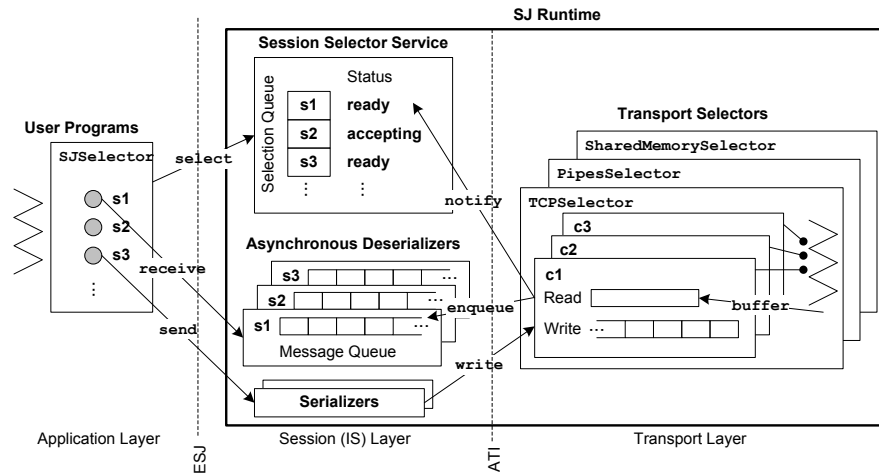 SJ Runtime
Session Selector Service
Selection Queue
Status
s1 ready
s2 accepting
s3 ready
⋮ ⋮
User Programs
SJSelector
s1
s2
s3
⋮
select
receive
send
Asynchronous Deserializers
s3 ...
s2 ...
s1 ...
Message Queue
Serializers
notify
enqueue
write
Transport Selectors
SharedMemorySelector
PipesSelector
TCPSelector
c3
c2
c1
Read
buffer
Write ...
Application Layer
ESJ
Session (IS) Layer
ATI
Transport Layer